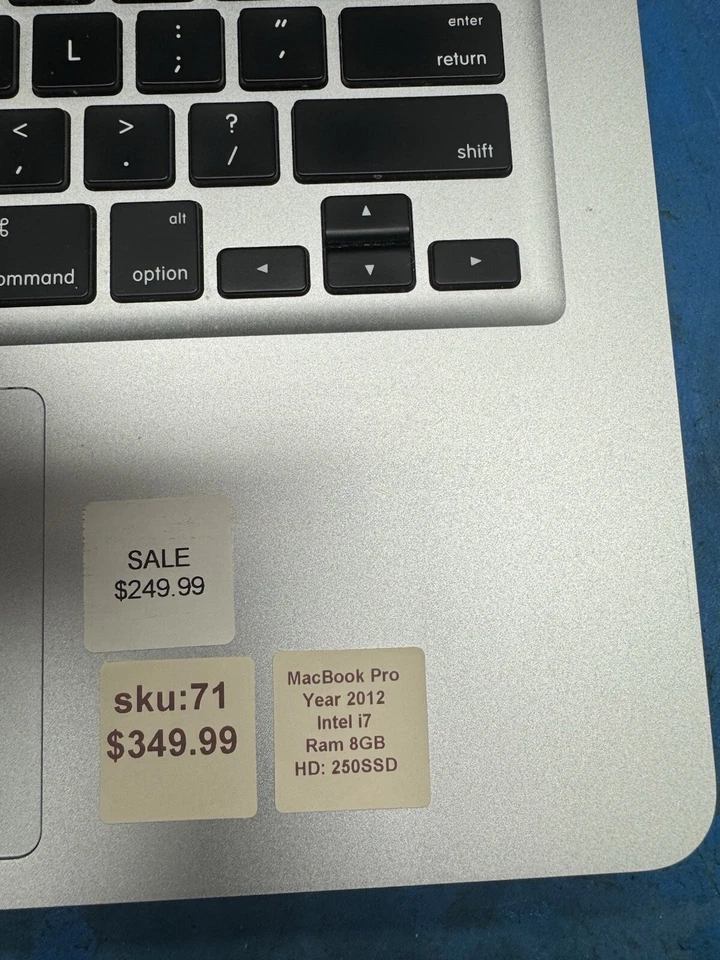 enter
L : ; " ' return
< , > . ? / shift
⌘ alt ▲
ommand option ◄ ▼ ►
SALE
$249.99
sku:71
$349.99
MacBook Pro
Year 2012
Intel i7
Ram 8GB
HD: 250SSD